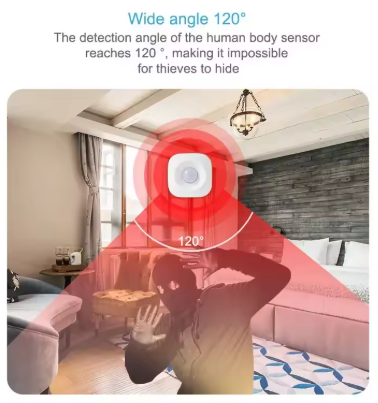 Wide angle 120°
The detection angle of the human body sensor
reaches 120 °, making it impossible
for thieves to hide
120°